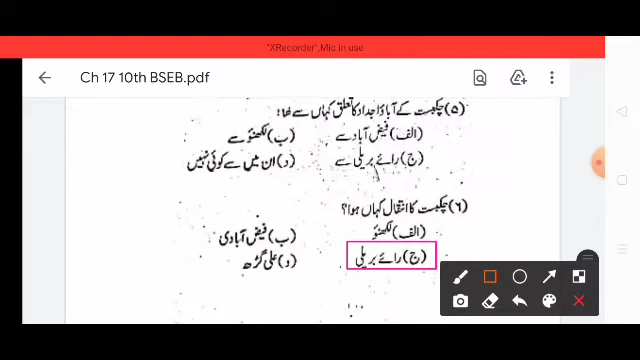 "XRecorder",Mic in use
Ch 17 10th BSEB.pdf
(۵) چکبست کے آباؤ اجداد کا تعلق کہاں سے تھا؟
(الف) فیض آباد سے (ب) لکھنؤ سے
(ج) رائے بریلی سے (د) ان میں سے کوئی نہیں
(۶) چکبست کا انتقال کہاں ہوا؟
(الف) لکھنؤ (ب) فیض آبادی
(ج) رائے بریلی (د) علی گڑھ